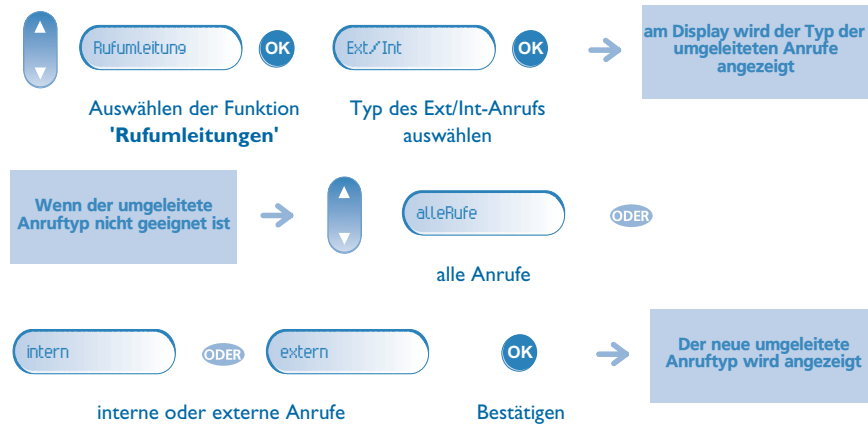 Rufumleitung
OK
Ext/Int
OK
am Display wird der Typ der
umgeleiteten Anrufe
angezeigt
Auswählen der Funktion
'Rufumleitungen'
Typ des Ext/Int-Anrufs
auswählen
Wenn der umgeleitete
Anruftyp nicht geeignet ist
alleRufe
ODER
alle Anrufe
intern
ODER
extern
OK
Der neue umgeleitete
Anruftyp wird angezeigt
interne oder externe Anrufe
Bestätigen